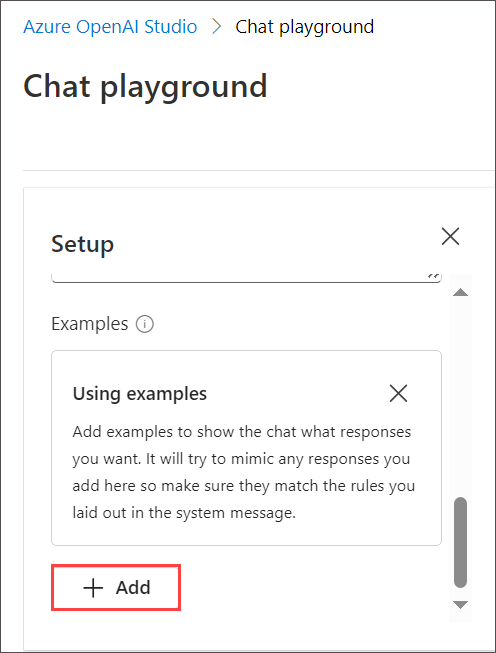 Azure OpenAI Studio > Chat playground
Chat playground
Setup
Examples
Using examples
Add examples to show the chat what responses
you want. It will try to mimic any responses you
add here so make sure they match the rules you
laid out in the system message.
+ Add